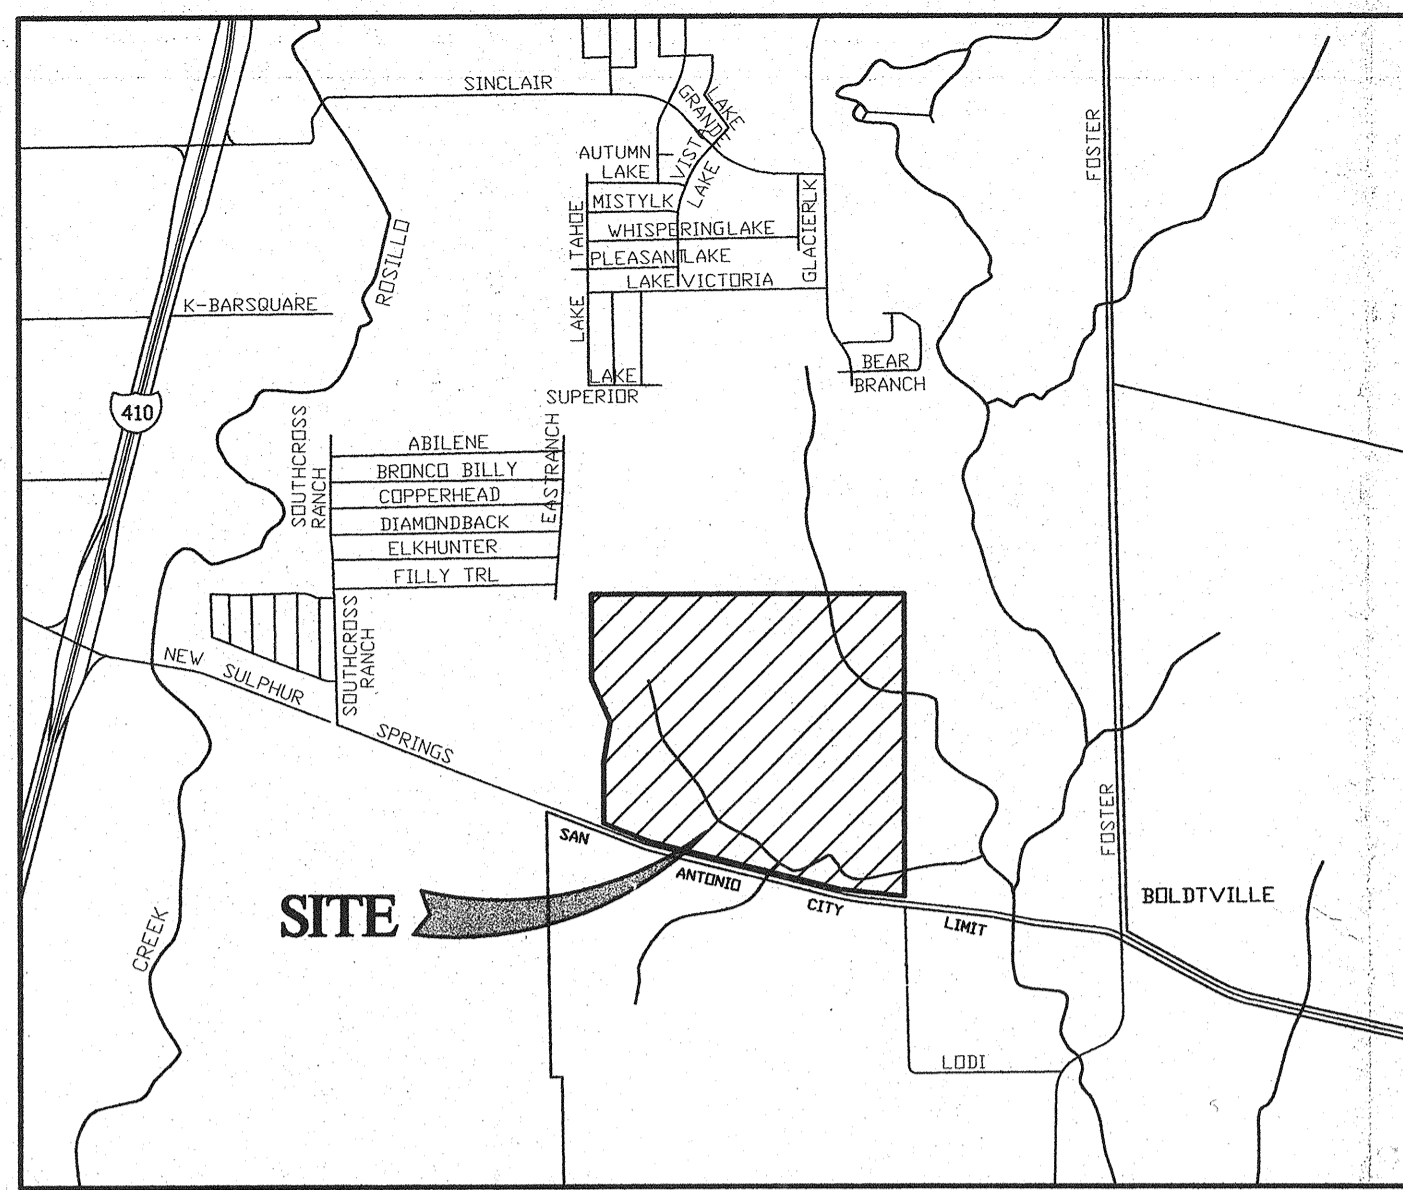 SINCLAIR
LAKE
GRANDE
VISTA
LAKE
AUTUMN
LAKE
MISTYLK
WHISPERINGLAKE
PLEASANTLAKE
LAKE VICTORIA
LAKE TAHOE
GLACIERLK
FOSTER
ROSILLO
K-BARSQUARE
410
LAKE
SUPERIOR
BEAR
BRANCH
SOUTHCROSS
RANCH
ABILENE
BRONCO BILLY
COPPERHEAD
DIAMONDBACK
ELKHUNTER
FILLY TRL
EASTRANCH
SOUTHCROSS
RANCH
NEW SULPHUR SPRINGS
FOSTER
SAN ANTONIO CITY LIMIT
BOLDTVILLE
SITE
CREEK
LODI